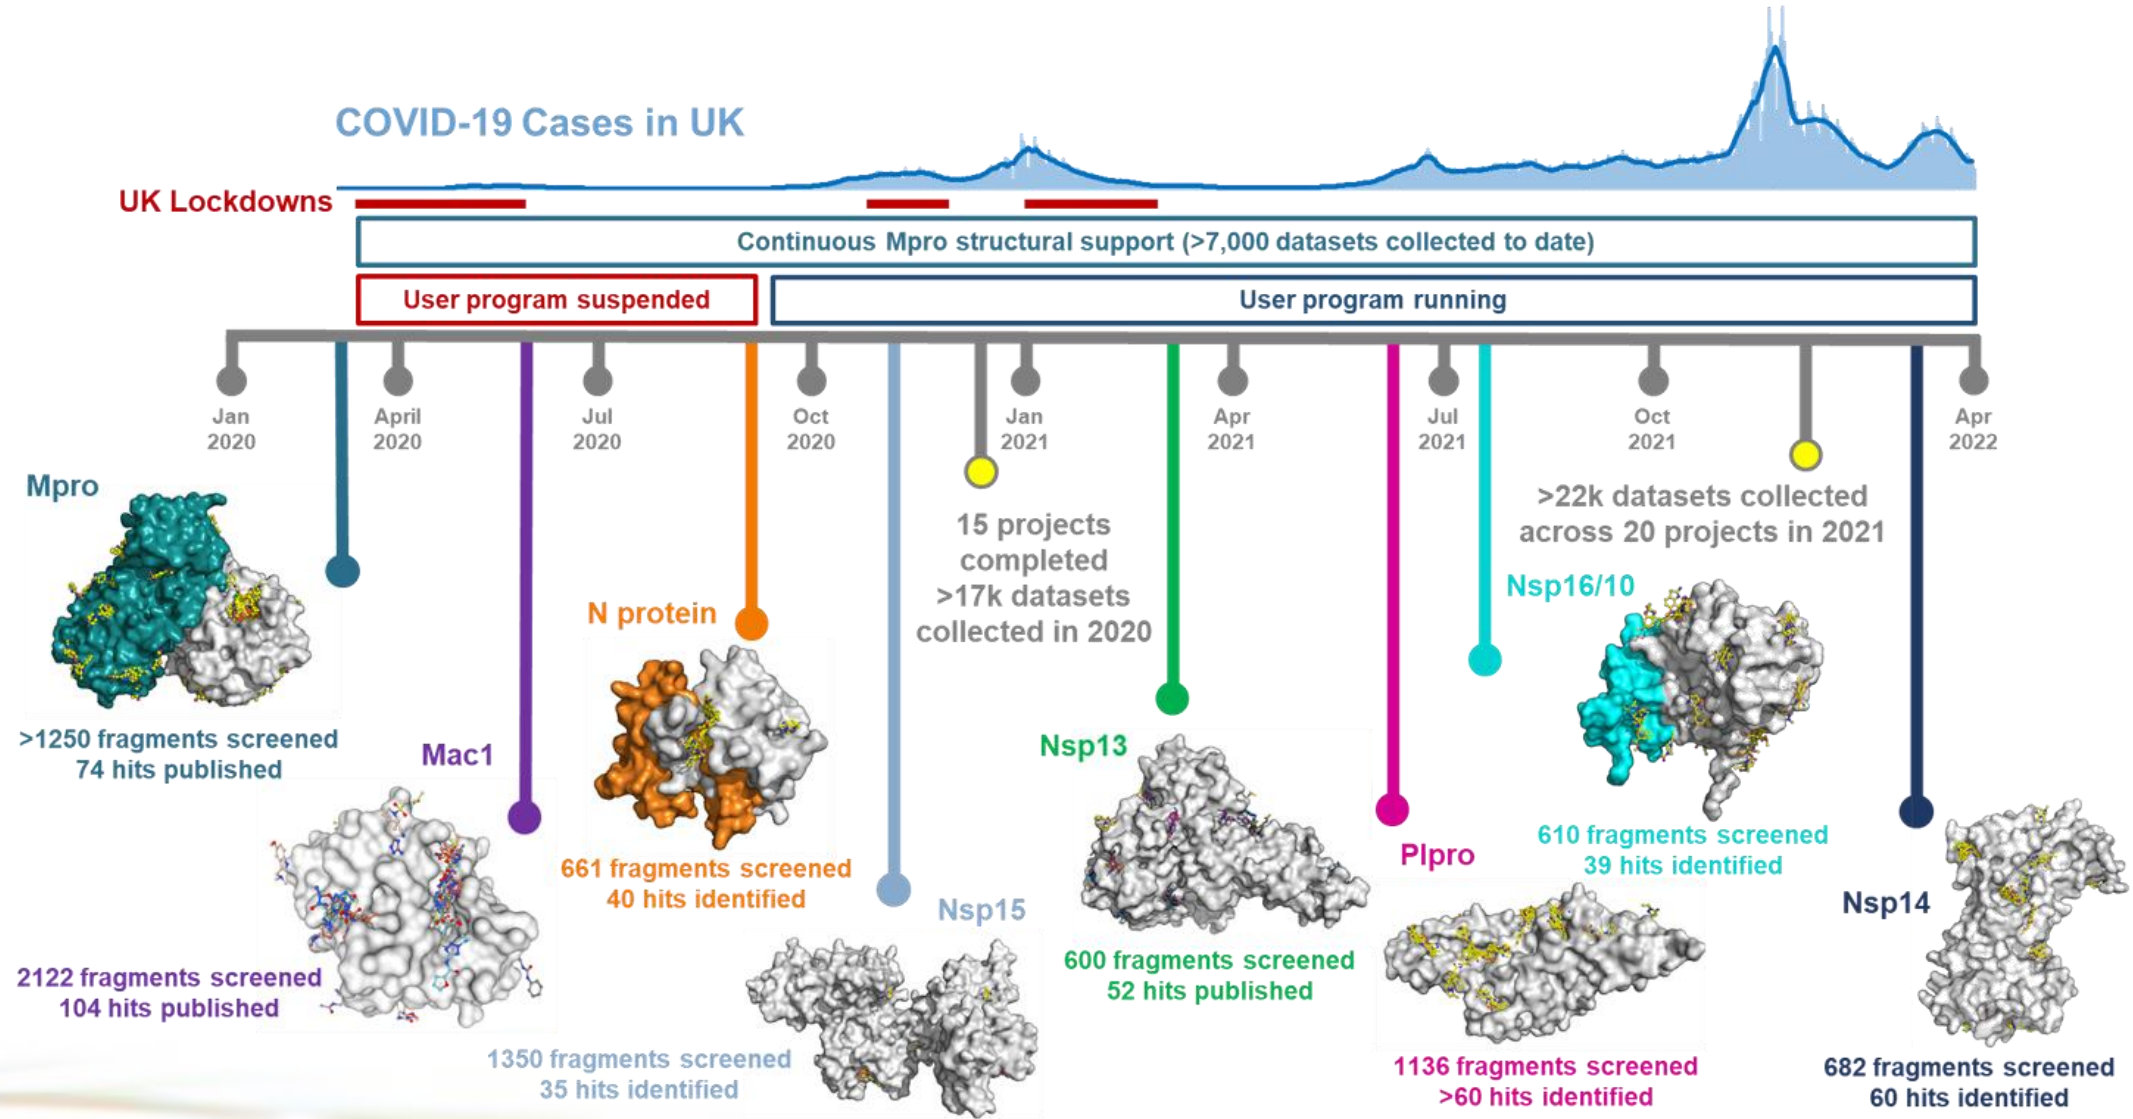 COVID-19 Cases in UK
UK Lockdowns
Continuous Mpro structural support (>7,000 datasets collected to date)
User program suspended
User program running
Jan
2020
April
2020
Jul
2020
Oct
2020
Jan
2021
Apr
2021
Jul
2021
Oct
2021
Apr
2022
Mpro
>1250 fragments screened
74 hits published
Mac1
2122 fragments screened
104 hits published
N protein
661 fragments screened
40 hits identified
Nsp15
1350 fragments screened
35 hits identified
15 projects
completed
>17k datasets
collected in 2020
Nsp13
600 fragments screened
52 hits published
Plpro
1136 fragments screened
>60 hits identified
Nsp16/10
610 fragments screened
39 hits identified
>22k datasets collected
across 20 projects in 2021
Nsp14
682 fragments screened
60 hits identified